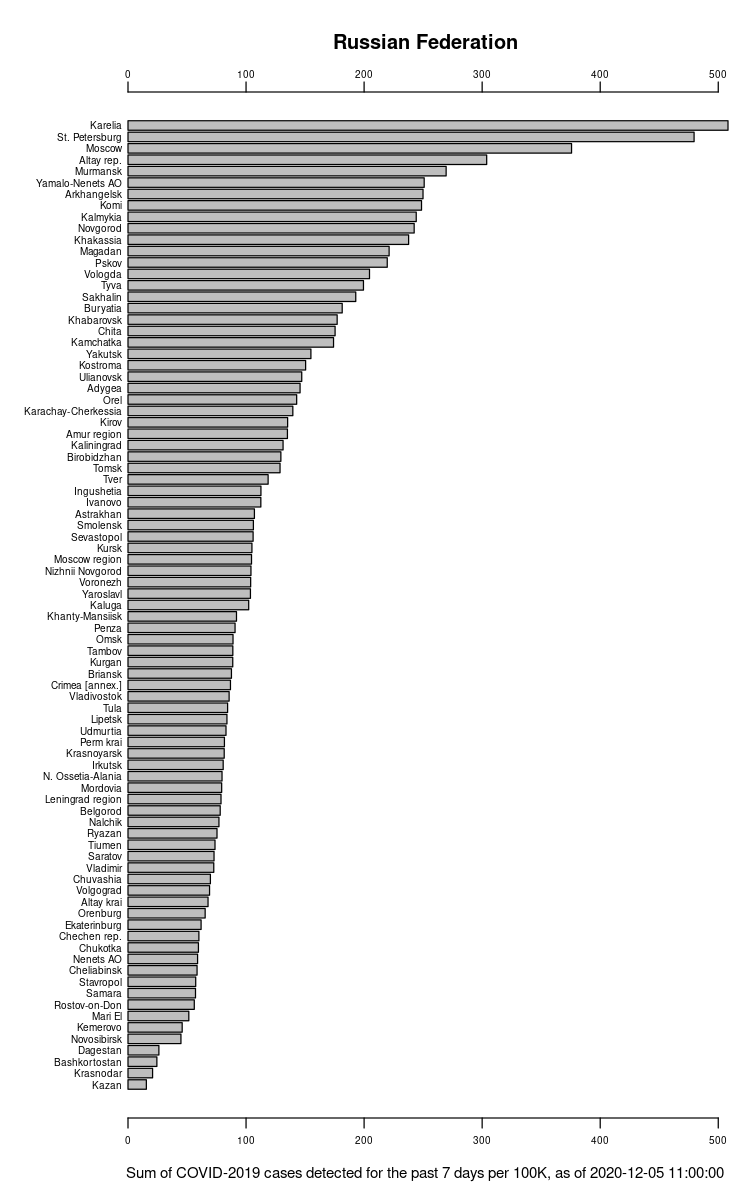 Russian Federation
0 100 200 300 400 500
Karelia
St. Petersburg
Moscow
Altay rep.
Murmansk
Yamalo-Nenets AO
Arkhangelsk
Komi
Kalmykia
Novgorod
Khakassia
Magadan
Pskov
Vologda
Tyva
Sakhalin
Buryatia
Khabarovsk
Chita
Kamchatka
Yakutsk
Kostroma
Ulianovsk
Adygea
Orel
Karachay-Cherkessia
Kirov
Amur region
Kaliningrad
Birobidzhan
Tomsk
Tver
Ingushetia
Ivanovo
Astrakhan
Smolensk
Sevastopol
Kursk
Moscow region
Nizhnii Novgorod
Voronezh
Yaroslavl
Kaluga
Khanty-Mansiisk
Penza
Omsk
Tambov
Kurgan
Briansk
Crimea [annex.]
Vladivostok
Tula
Lipetsk
Udmurtia
Perm krai
Krasnoyarsk
Irkutsk
N. Ossetia-Alania
Mordovia
Leningrad region
Belgorod
Nalchik
Ryazan
Tiumen
Saratov
Vladimir
Chuvashia
Volgograd
Altay krai
Orenburg
Ekaterinburg
Chechen rep.
Chukotka
Nenets AO
Cheliabinsk
Stavropol
Samara
Rostov-on-Don
Mari El
Kemerovo
Novosibirsk
Dagestan
Bashkortostan
Krasnodar
Kazan
0 100 200 300 400 500
Sum of COVID-2019 cases detected for the past 7 days per 100K, as of 2020-12-05 11:00:00